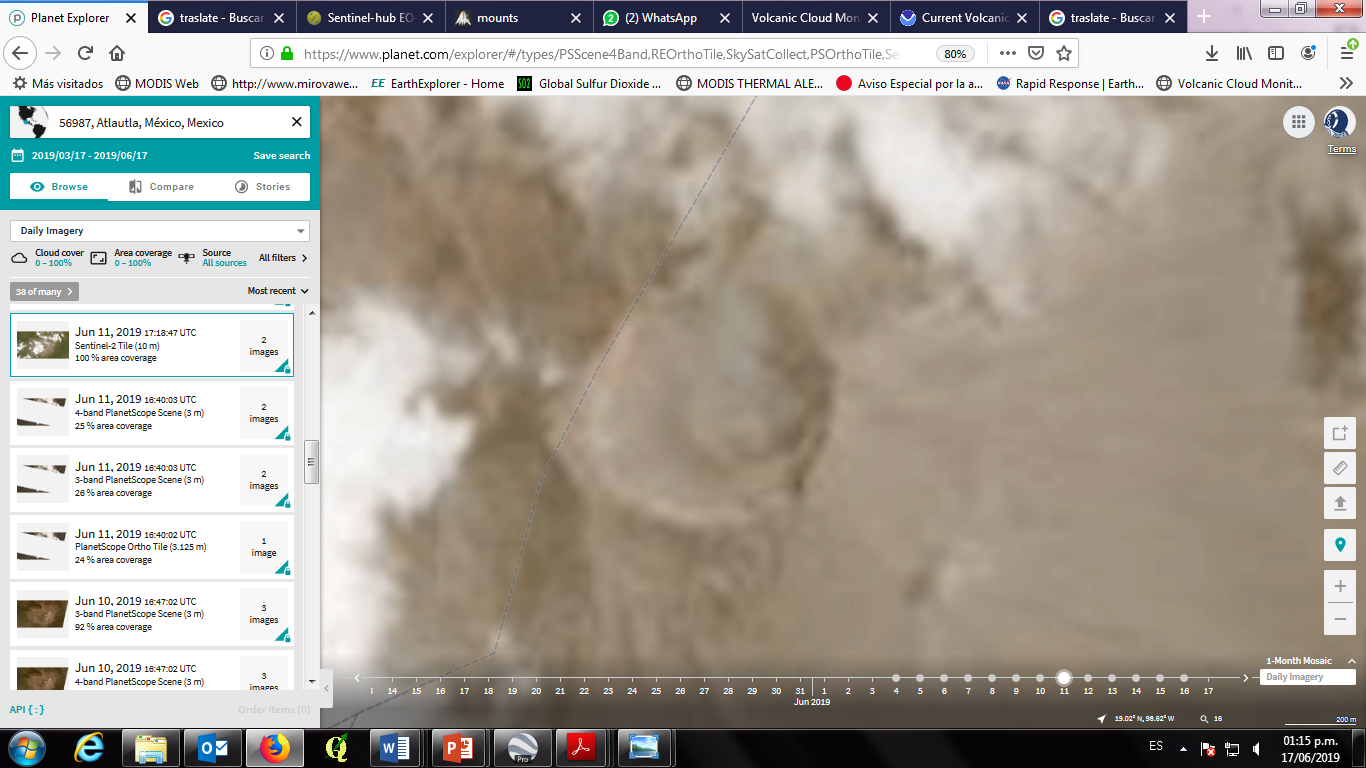 Planet Explorer
traslate - Buscar
Sentinel-hub EO
mounts
(2) WhatsApp
Volcanic Cloud Mon
Current Volcanic
traslate - Buscar
https://www.planet.com/explorer/#/types/PSScene4Band,REOrthoTile,SkySatCollect,PSOrthoTile,Se
80%
Más visitados
MODIS Web
http://www.mirovawe...
EE EarthExplorer - Home
SO2 Global Sulfur Dioxide ...
MODIS THERMAL ALE...
Aviso Especial por la a...
Rapid Response | Earth...
Volcanic Cloud Monit...
56987, Atlautla, México, Mexico
2019/03/17 - 2019/06/17
Save search
Browse
Compare
Stories
Daily Imagery
Cloud cover
0 – 100%
Area coverage
0 – 100%
Source
All sources
All filters
38 of many
Most recent
Jun 11, 2019 17:18:47 UTC
Sentinel-2 Tile (10 m)
100 % area coverage
2
images
Jun 11, 2019 16:40:03 UTC
4-band PlanetScope Scene (3 m)
25 % area coverage
2
images
Jun 11, 2019 16:40:03 UTC
3-band PlanetScope Scene (3 m)
26 % area coverage
2
images
Jun 11, 2019 16:40:02 UTC
PlanetScope Ortho Tile (3.125 m)
24 % area coverage
1
image
Jun 10, 2019 16:47:02 UTC
3-band PlanetScope Scene (3 m)
92 % area coverage
3
images
Jun 10, 2019 16:47:02 UTC
4-band PlanetScope Scene (3 m)
3
images
API {:}
Order items (0)
Terms
1-Month Mosaic
Daily Imagery
14 15 16 17 18 19 20 21 22 23 24 25 26 27 28 29 30 31 1 2 3 4 5 6 7 8 9 10 11 12 13 14 15 16 17
Jun 2019
19.02° N, 98.62° W
16
200 m
Pro
ES
01:15 p.m.
17/06/2019